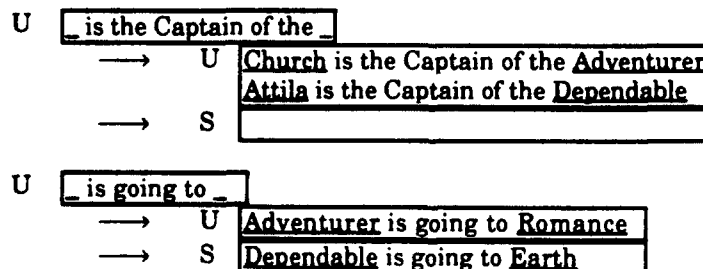 U _ is the Captain of the _
⟶ U Church is the Captain of the Adventurer
Attila is the Captain of the Dependable
⟶ S
U _ is going to _
⟶ U Adventurer is going to Romance
⟶ S Dependable is going to Earth